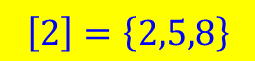 [2] = {2,5,8}